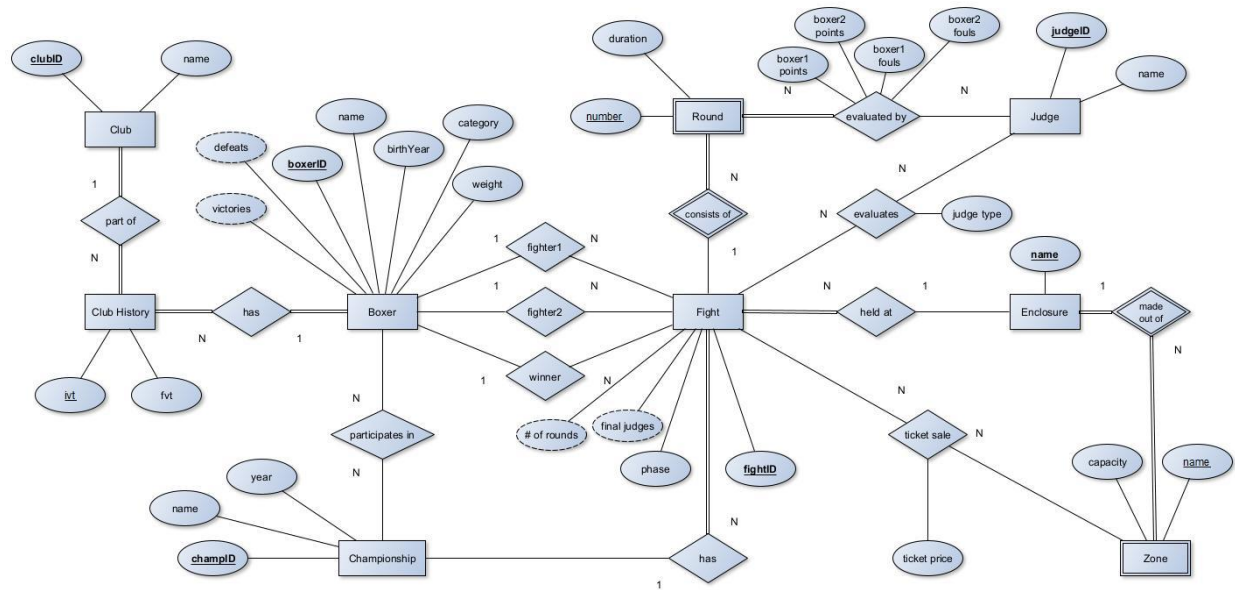 clubID
name
Club
1
part of
N
Club History
ivt
fvt
N
has
1
defeats
victories
boxerID
name
birthYear
category
weight
Boxer
1
fighter1
N
1
fighter2
N
1
winner
N
N
participates in
N
year
name
champID
Championship
1
has
N
# of rounds
final judges
phase
fightID
Fight
duration
number
Round
N
consists of
1
boxer1
points
boxer2
points
boxer1
fouls
boxer2
fouls
N
evaluated by
N
judgeID
name
Judge
N
N
evaluates
judge type
N
held at
1
name
Enclosure
1
made
out of
N
N
ticket sale
N
ticket price
capacity
name
Zone